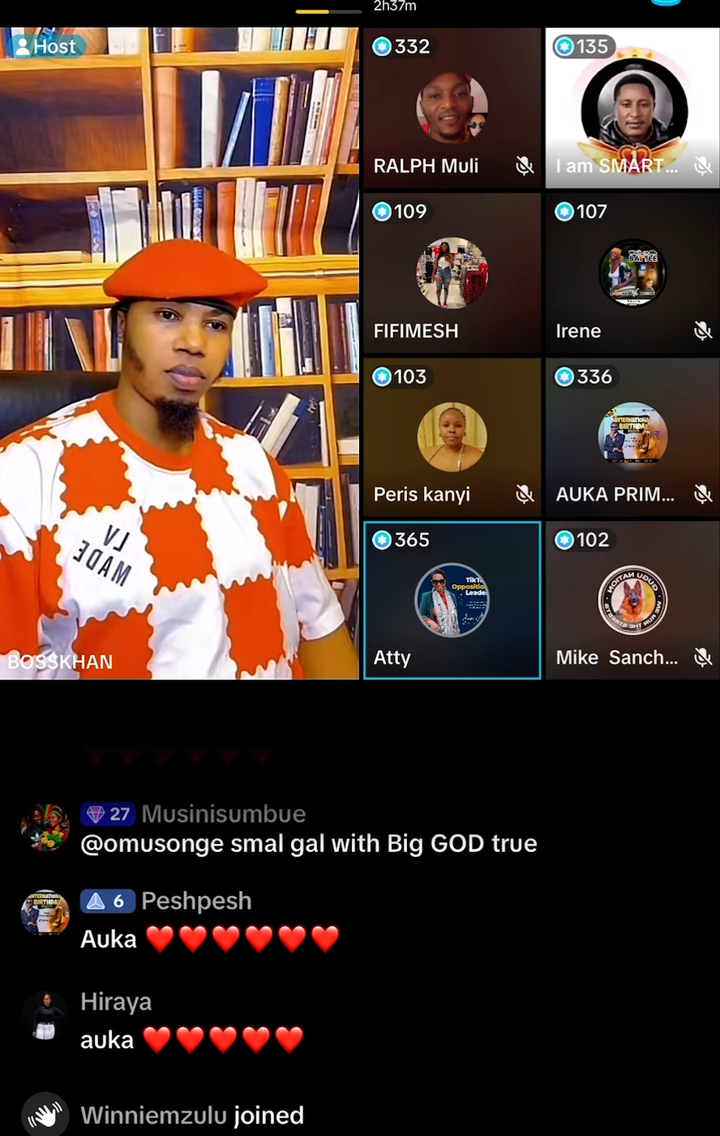 2h37m
Host
332
RALPH Muli
135
I am SMART...
109
FIFIMESH
107
Irene
103
Peris kanyi
336
AUKA PRIM...
365
Atty
102
Mike Sanch...
LV
MADE
BOSSKHAN
27 Musinisumbue
@omusonge smal gal with Big GOD true
6 Peshpesh
Auka ❤️❤️❤️❤️❤️❤️
Hiraya
auka ❤️❤️❤️❤️❤️
Winniemzulu joined